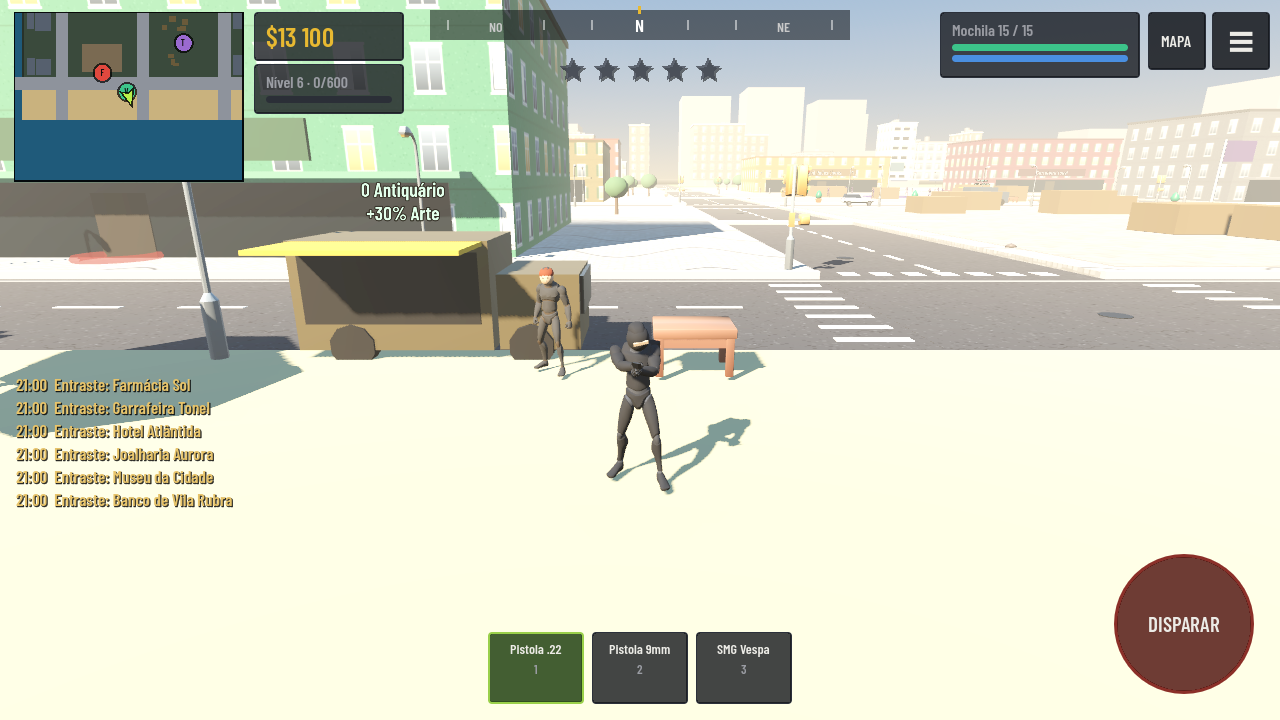 F
T
$13 100
Nível 6 · 0/600
NO
N
NE
Mochila 15 / 15
MAPA
O Antiquário
+30% Arte
21:00 Entraste: Farmácia Sol
21:00 Entraste: Garrafeira Tonel
21:00 Entraste: Hotel Atlântida
21:00 Entraste: Joalharia Aurora
21:00 Entraste: Museu da Cidade
21:00 Entraste: Banco de Vila Rubra
DISPARAR
Pistola .22
1
Pistola 9mm
2
SMG Vespa
3